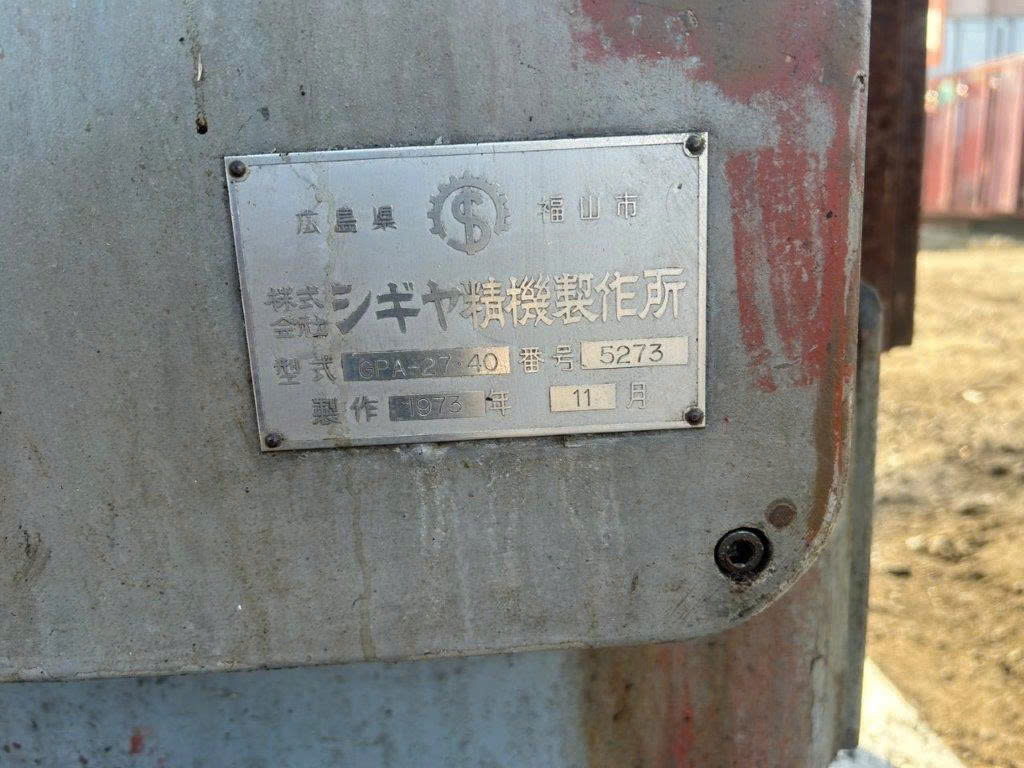 広島県 福山市
株式会社シギヤ精機製作所
型式 GPA-27·40 番号 5273
製作 1973 年 11 月